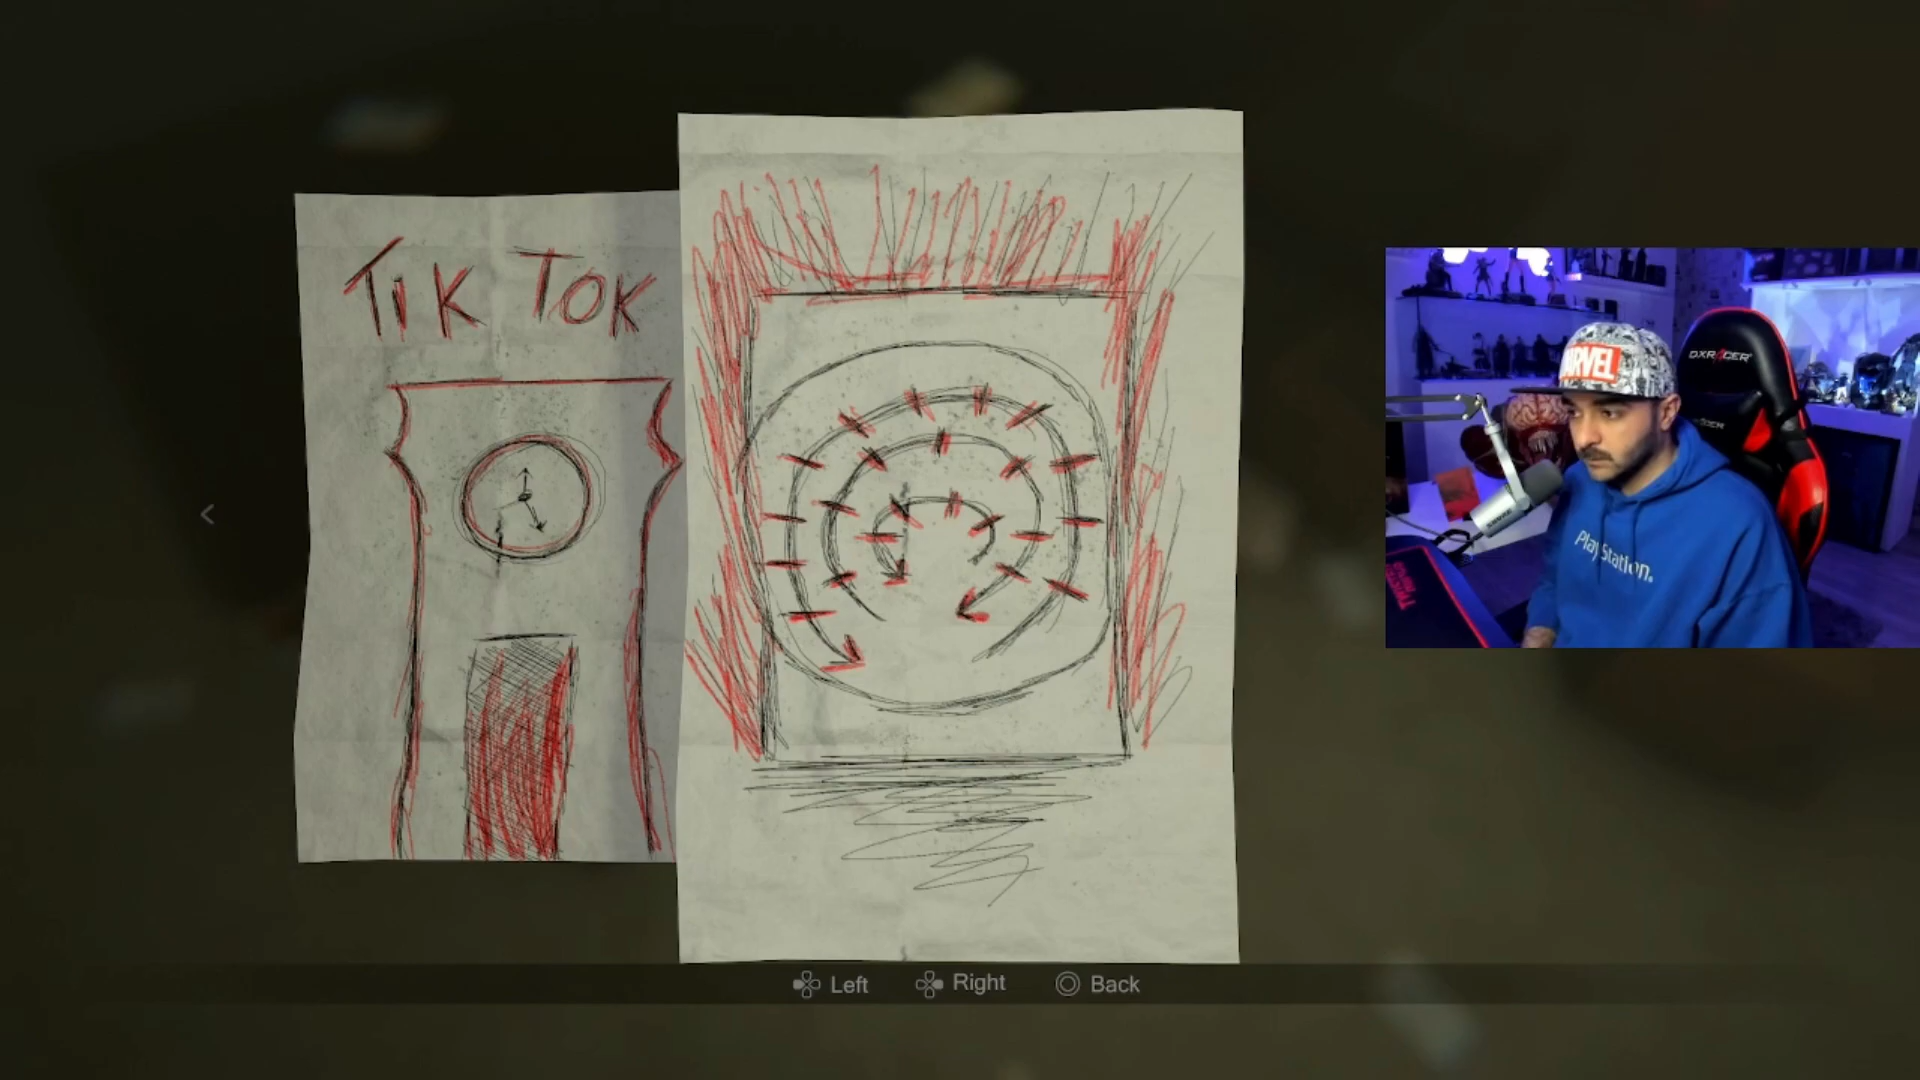 TiK TOK
MARVEL
DXRACER
PlayStation.
Left
Right
Back